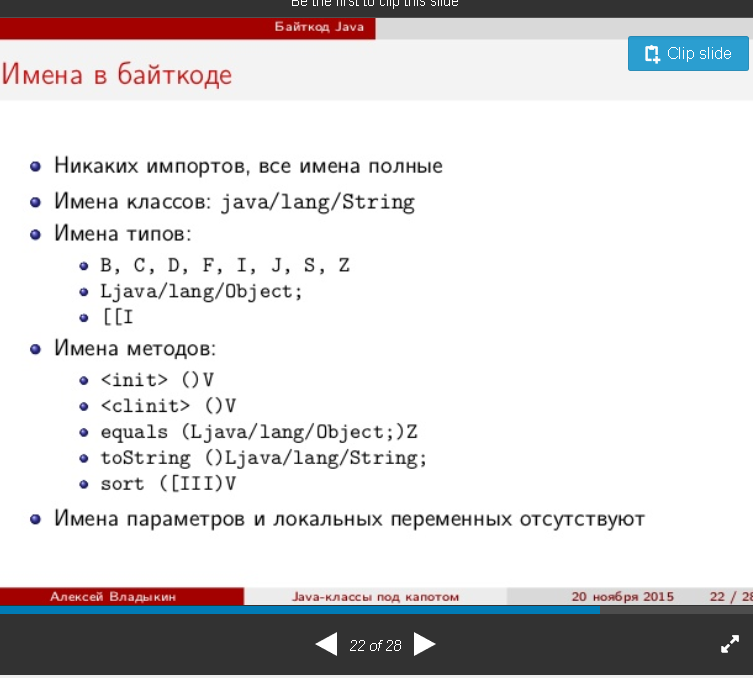 Be the first to clip this slide
Байткод Java
Clip slide
Имена в байткоде
Никаких импортов, все имена полные
Имена классов: java/lang/String
Имена типов:
B, C, D, F, I, J, S, Z
Ljava/lang/Object;
[[I
Имена методов:
<init> ()V
<clinit> ()V
equals (Ljava/lang/Object;)Z
toString ()Ljava/lang/String;
sort ([III)V
Имена параметров и локальных переменных отсутствуют
Алексей Владыкин Java-классы под капотом 20 ноября 2015 22 / 28
22 of 28